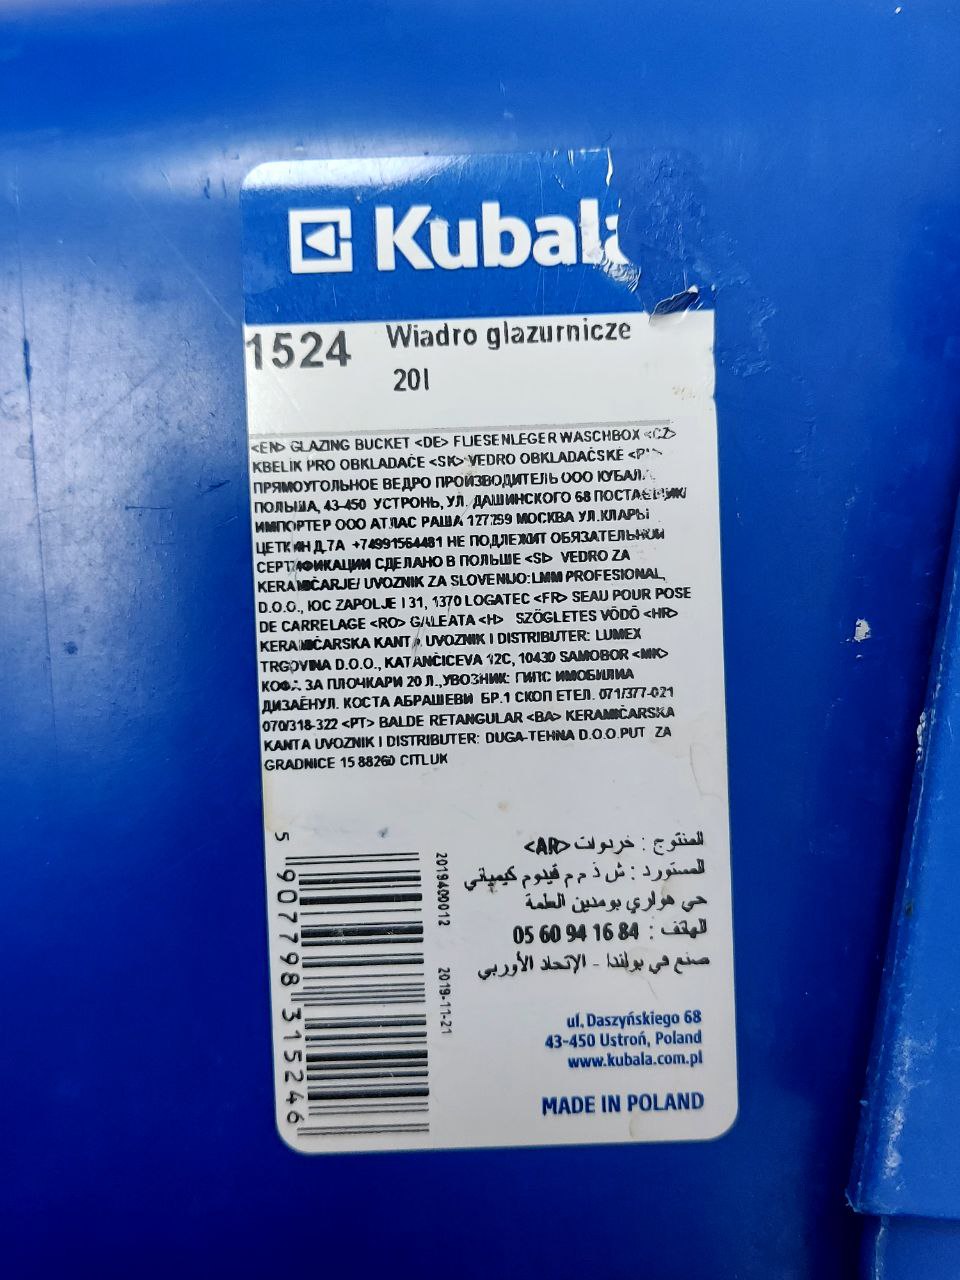 Kubala
1524
Wiadro glazurnicze
20l
<EN> GLAZING BUCKET <DE> FLIESENLEGER WASCHBOX <CZ>
KBELÍK PRO OBKLADAČE <SK> VEDRO OBKLADAČSKÉ
ПРЯМОУГОЛЬНОЕ ВЕДРО ПРОИЗВОДИТЕЛЬ ООО
ПОЛЬША, 43-450 УСТРОНЬ, УЛ. ДАШИНСКОГО 68 ПОСТАВЩИК/
ИМПОРТЕР ООО АТЛАС РАША 127299 МОСКВА УЛ.КЛАРЫ
ЦЕТКИН Д.7А +74991564481 НЕ ПОДЛЕЖИТ ОБЯЗАТЕЛЬНОЙ
СЕРТИФИКАЦИИ СДЕЛАНО В ПОЛЬШЕ <SI> VEDRO ZA
KERAMIČARJE/ UVOZNIK ZA SLOVENIJO:LMM PROFESIONAL,
D.O.O., IOC ZAPOLJE I 31, 1370 LOGATEC <FR> SEAU POUR POSE
DE CARRELAGE <RO> GALEATA <H> SZÖGLETES VÖDÖ <HR>
KERAMIČARSKA KANTA UVOZNIK I DISTRIBUTER: LUMEX
TRGOVINA D.O.O., KATANČIĆEVA 12C, 10430 SAMOBOR <MK>
КОФА ЗА ПЛОЧКАРИ 20 Л.,УВОЗНИК: ГИПС ИМОБИЛИА
ДИЗАЕНУЛ. КОСТА АБРАШЕВИ БР.1 СКОП ЕТЕЛ. 071/377-021
070/318-322 <PT> BALDE RETANGULAR <BA> KERAMIČARSKA
KANTA UVOZNIK I DISTRIBUTER: DUGA-TEHNA D.O.O.PUT ZA
GRADNICE 15 88260 CITLUK
المنتوج : خردوات <AR>
المستورد : ش ذ م م قيدوم كيميائي
حي هواري بومدين العلمة
الهاتف : 05 60 94 16 84
صنع في بولندا - الإتحاد الأوربي
5 907798 315246
2019400012
2019-11-21
ul. Daszyńskiego 68
43-450 Ustroń, Poland
www.kubala.com.pl
MADE IN POLAND